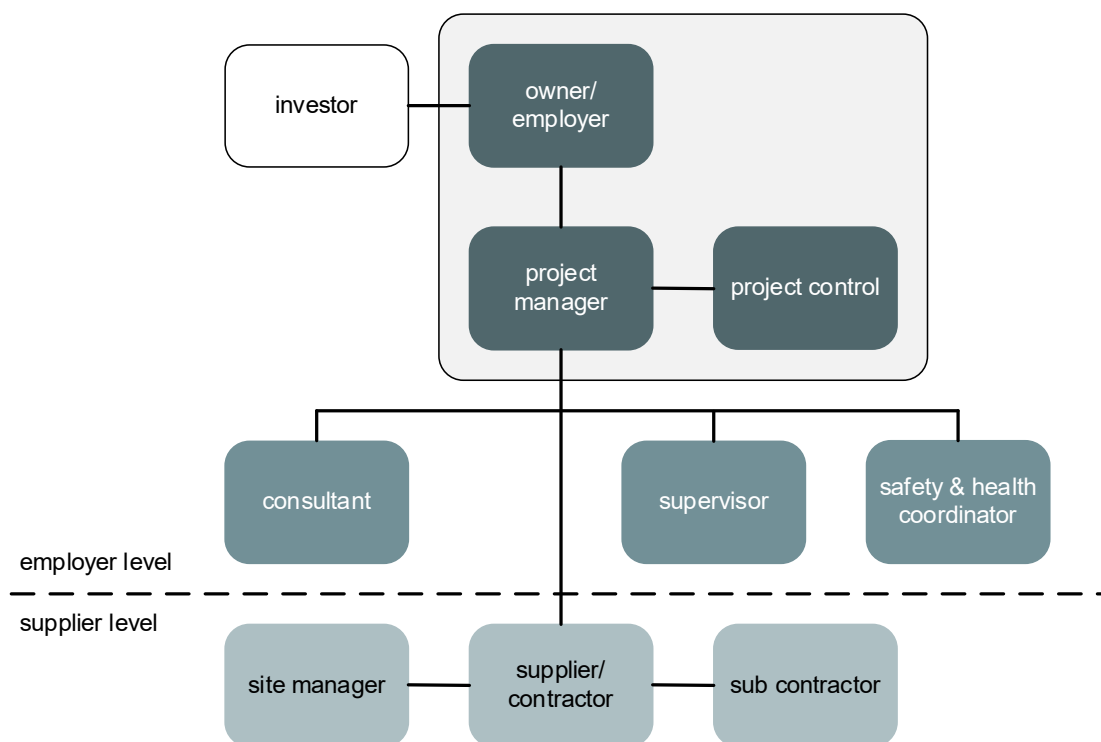 investor
owner/
employer
project
manager
project control
consultant
supervisor
safety & health
coordinator
employer level
supplier level
site manager
supplier/
contractor
sub contractor